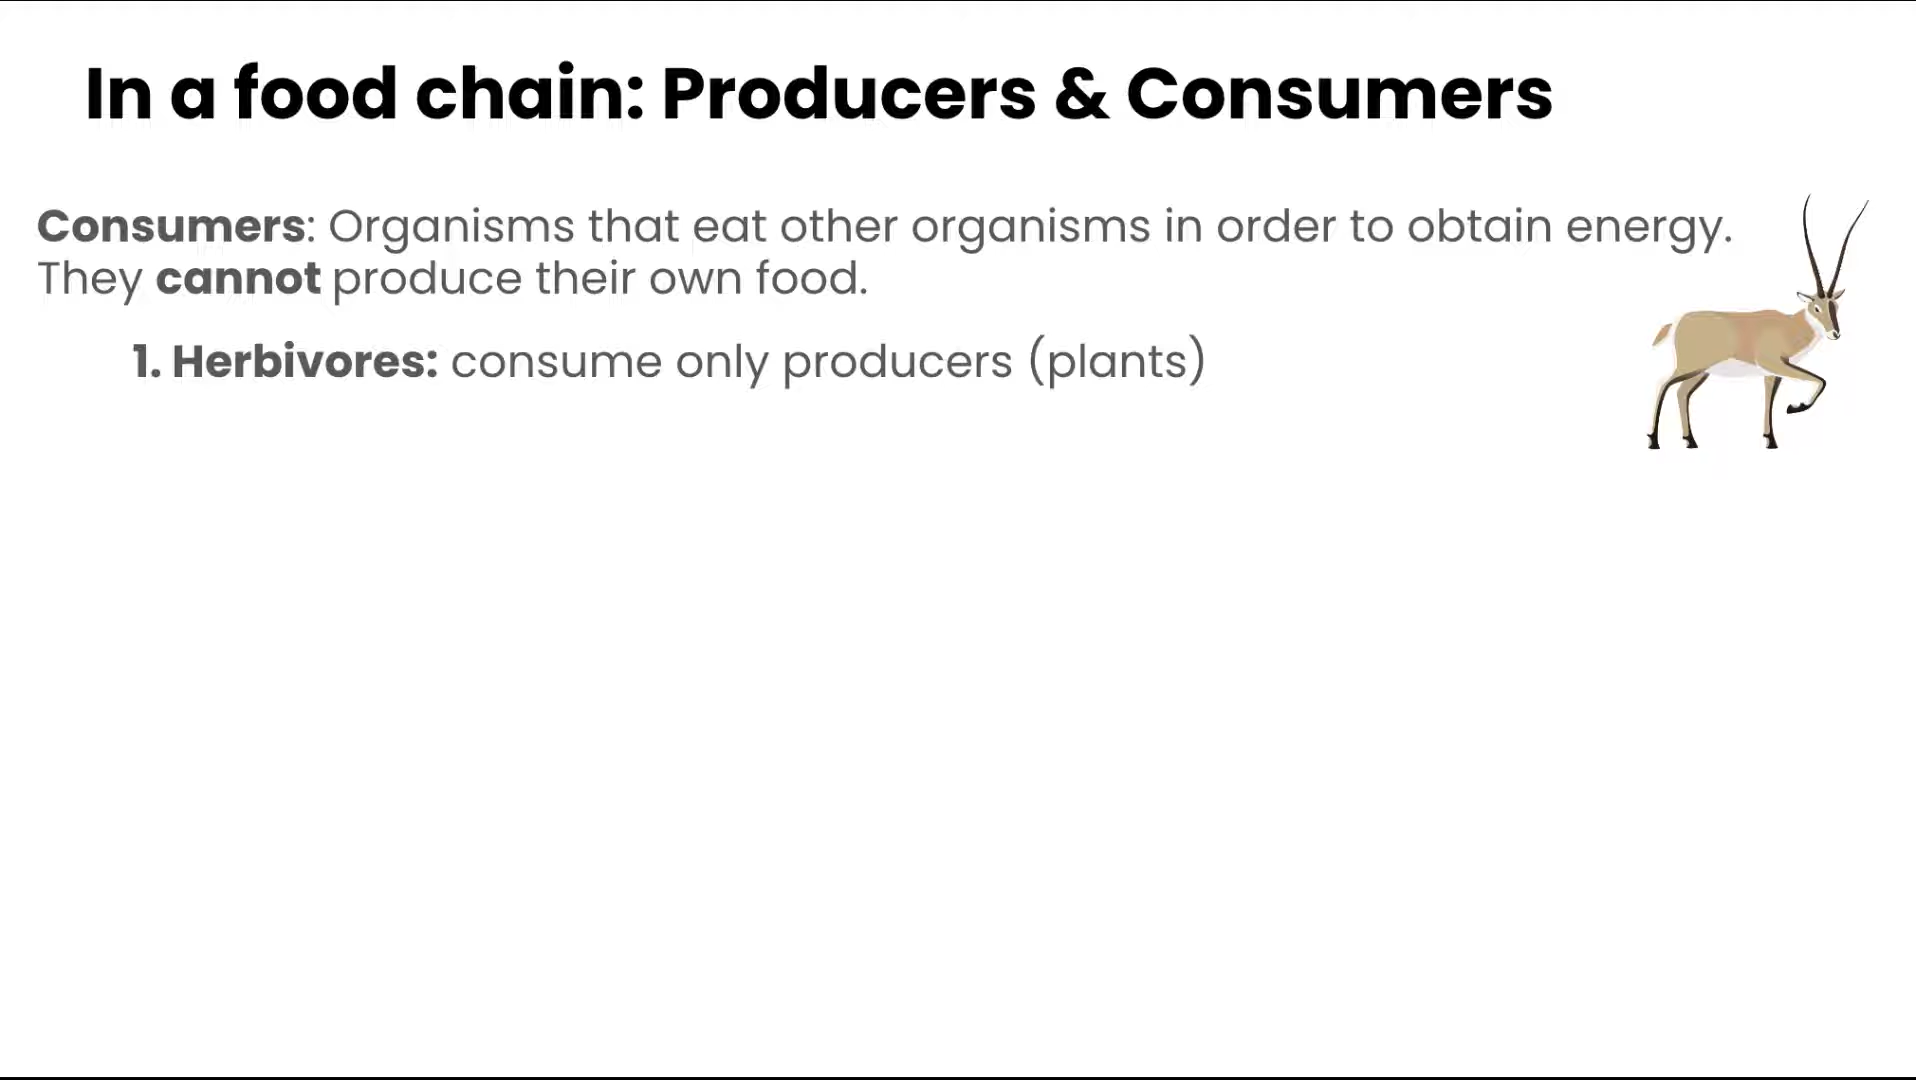 In a food chain: Producers & Consumers
Consumers: Organisms that eat other organisms in order to obtain energy.
They cannot produce their own food.
1. Herbivores: consume only producers (plants)